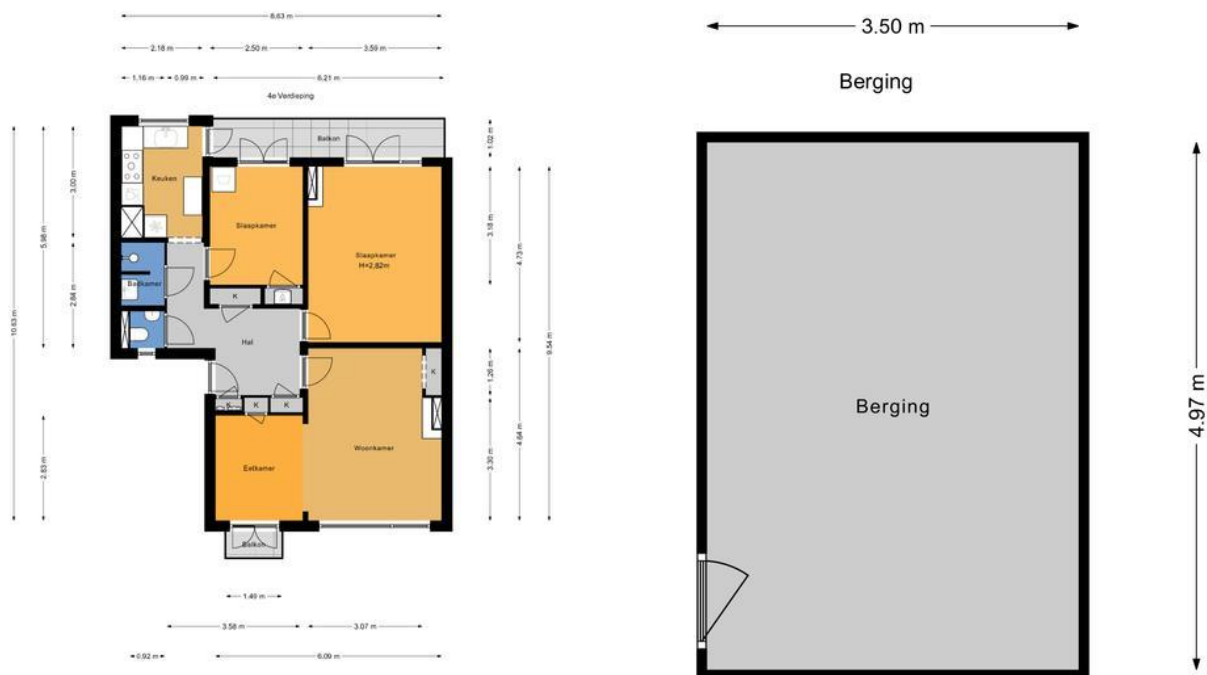 8.63 m
2.18 m
2.50 m
3.59 m
1.16 m
0.99 m
6.21 m
4e Verdieping
Balkon
1.02 m
Keuken
3.00 m
5.98 m
10.63 m
Slaapkamer
3.18 m
Slaapkamer
H=2,82m
4.73 m
Badkamer
2.84 m
K
Hal
9.54 m
1.26 m
K
K
K
K
Woonkamer
4.64 m
3.30 m
Eetkamer
2.83 m
Balkon
1.49 m
3.58 m
3.07 m
0.92 m
6.09 m
3.50 m
Berging
Berging
4.97 m